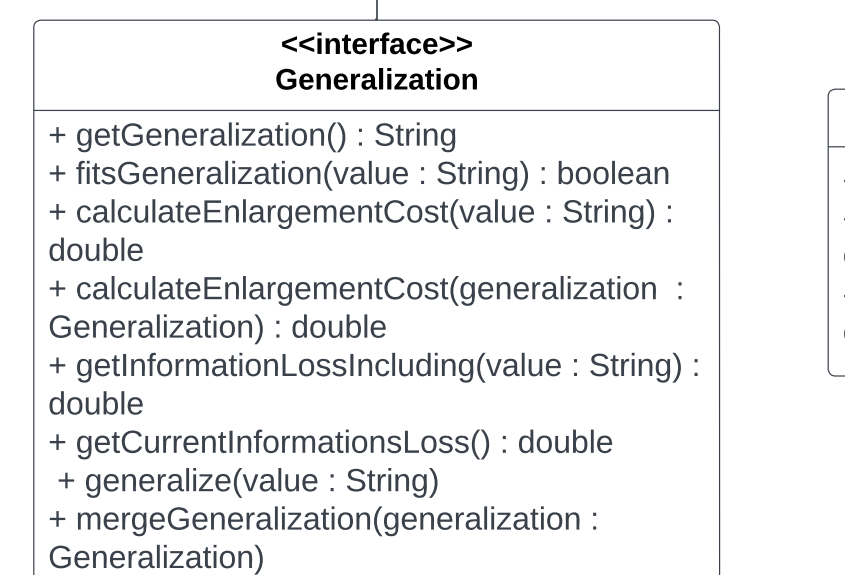 <<interface>>
Generalization
+ getGeneralization() : String
+ fitsGeneralization(value : String) : boolean
+ calculateEnlargementCost(value : String) :
double
+ calculateEnlargementCost(generalization  :
Generalization) : double
+ getInformationLossIncluding(value : String) :
double
+ getCurrentInformationsLoss() : double
+ generalize(value : String)
+ mergeGeneralization(generalization :
Generalization)